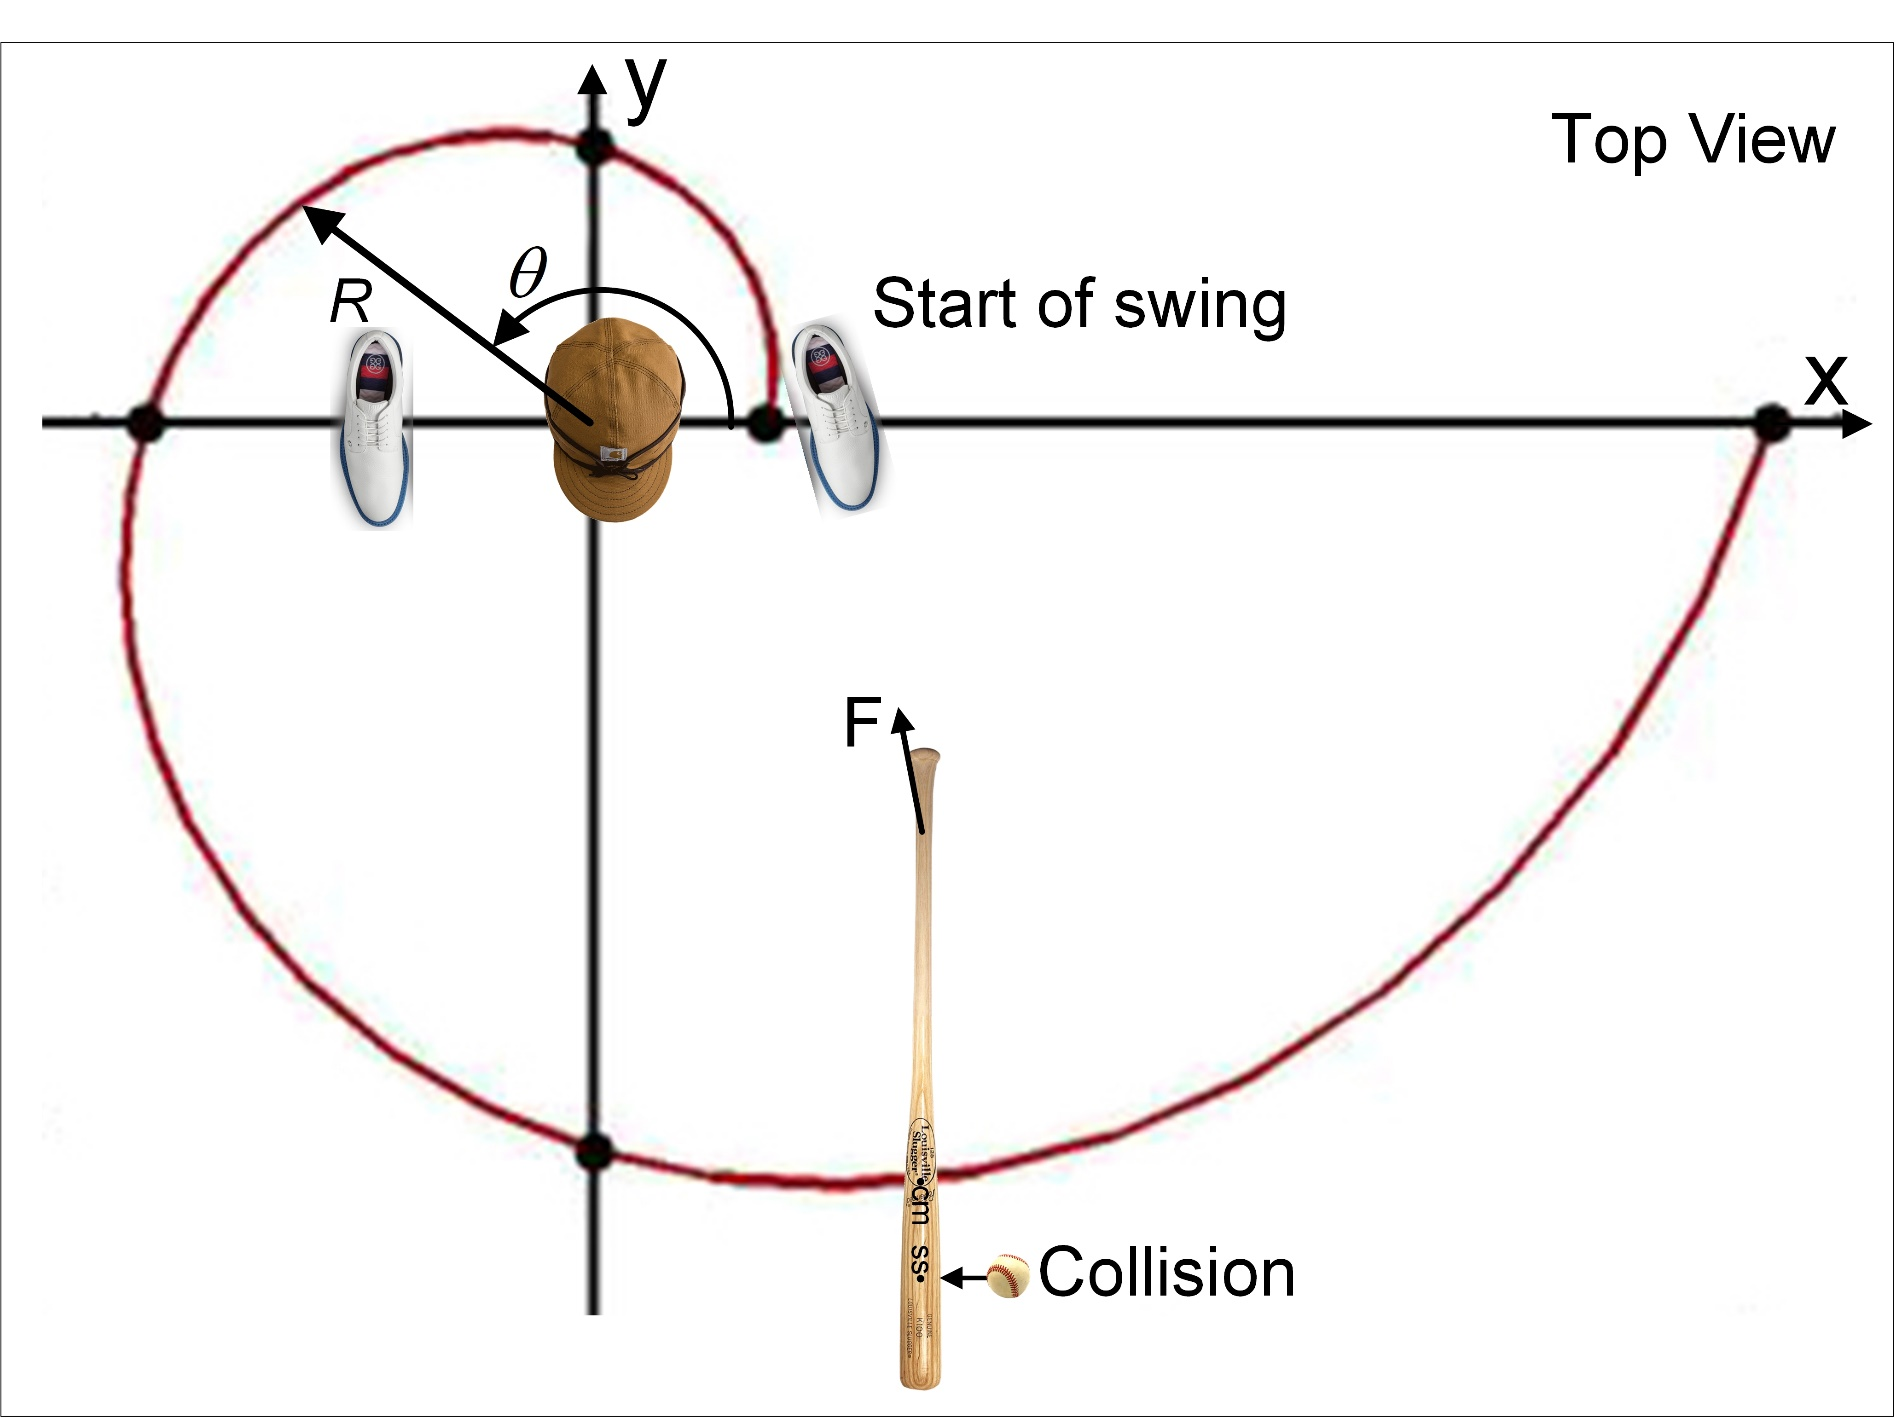 y
Top View
θ
R
Start of swing
x
F
Louisville
Slugger
cm
ss
Collision